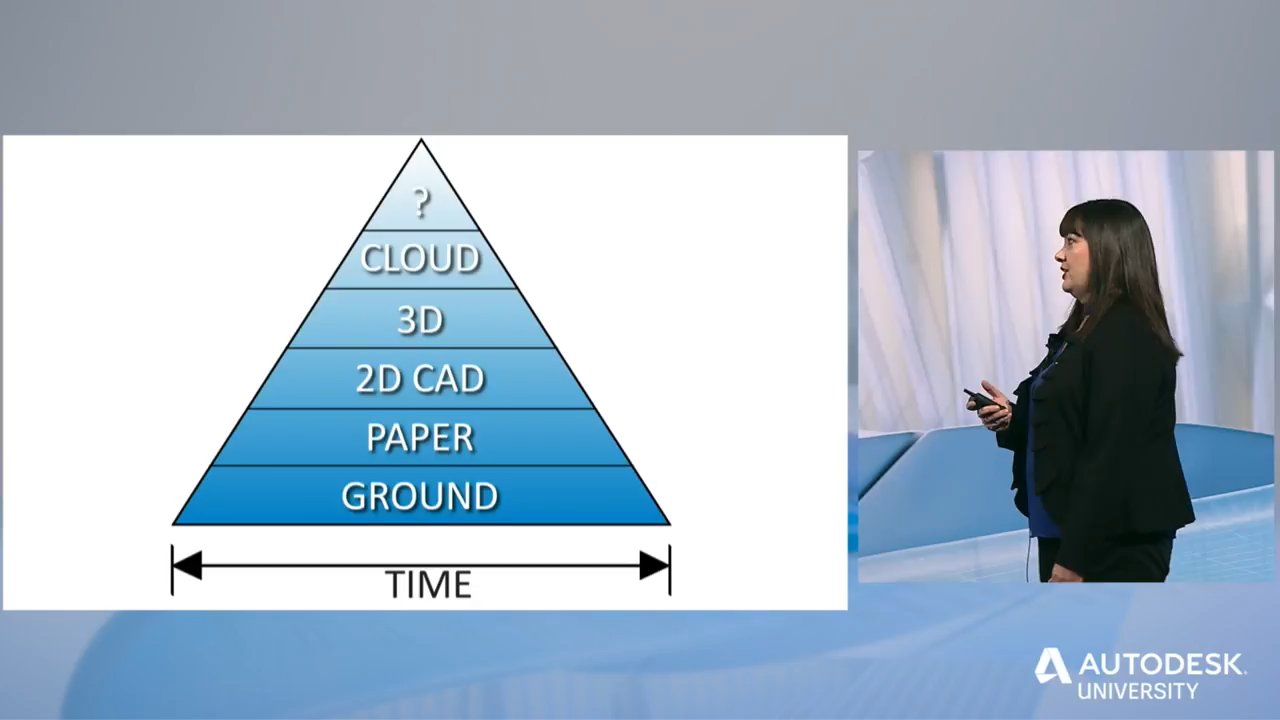 ?
CLOUD
3D
2D CAD
PAPER
GROUND
TIME
AUTODESK
UNIVERSITY